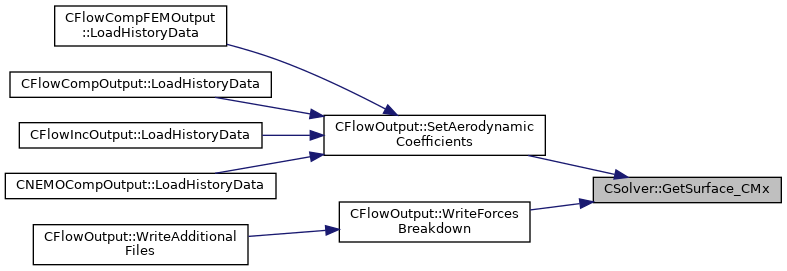 CFlowCompFEMOutput
::LoadHistoryData
CFlowCompOutput::LoadHistoryData
CFlowIncOutput::LoadHistoryData
CNEMOCompOutput::LoadHistoryData
CFlowOutput::WriteAdditional
Files
CFlowOutput::SetAerodynamic
Coefficients
CFlowOutput::WriteForces
Breakdown
CSolver::GetSurface_CMx